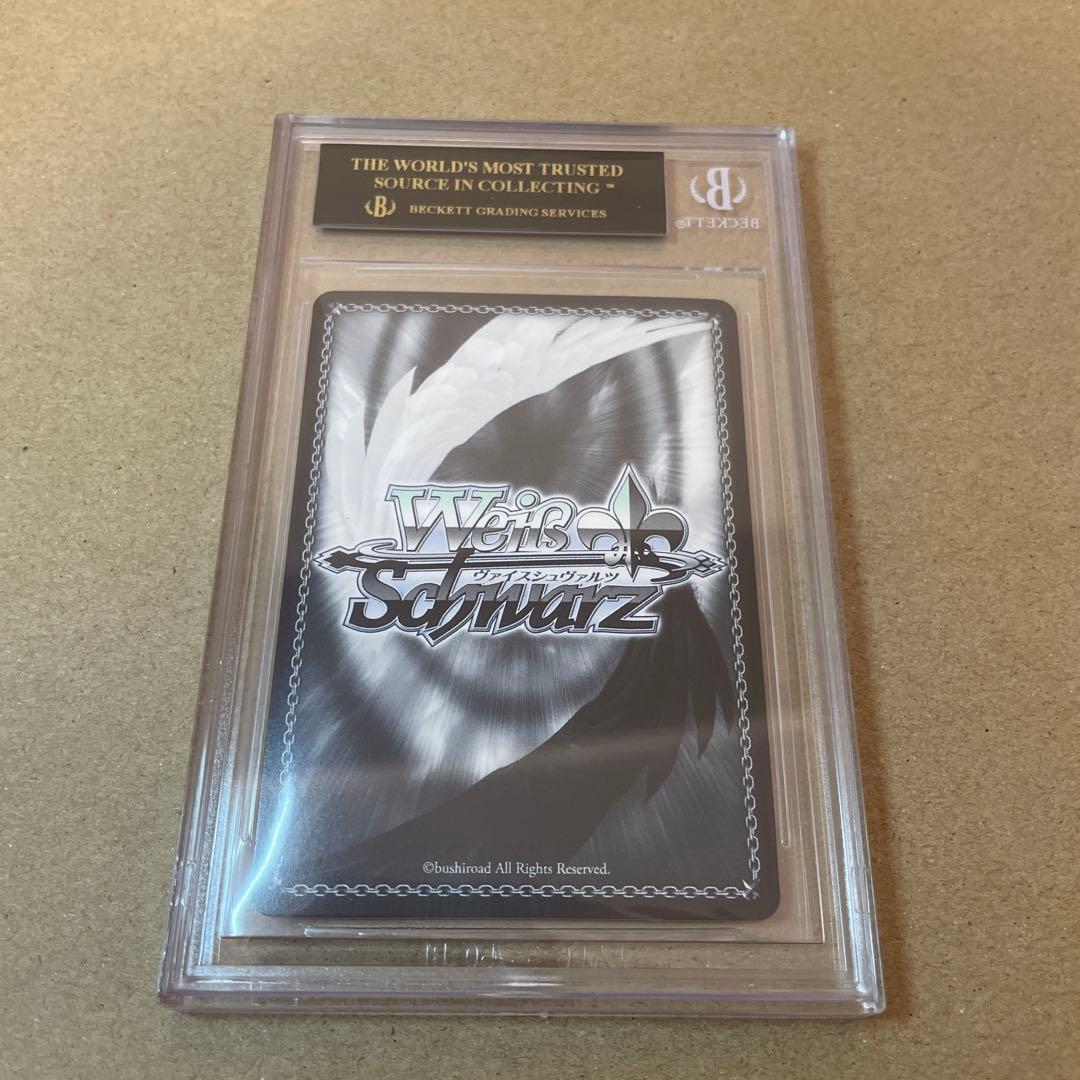 THE WORLD'S MOST TRUSTED
SOURCE IN COLLECTING ™
B BECKETT GRADING SERVICES
B
BECKETT®
Weiß
ヴァイスシュヴァルツ
Schwarz
©bushiroad All Rights Reserved.